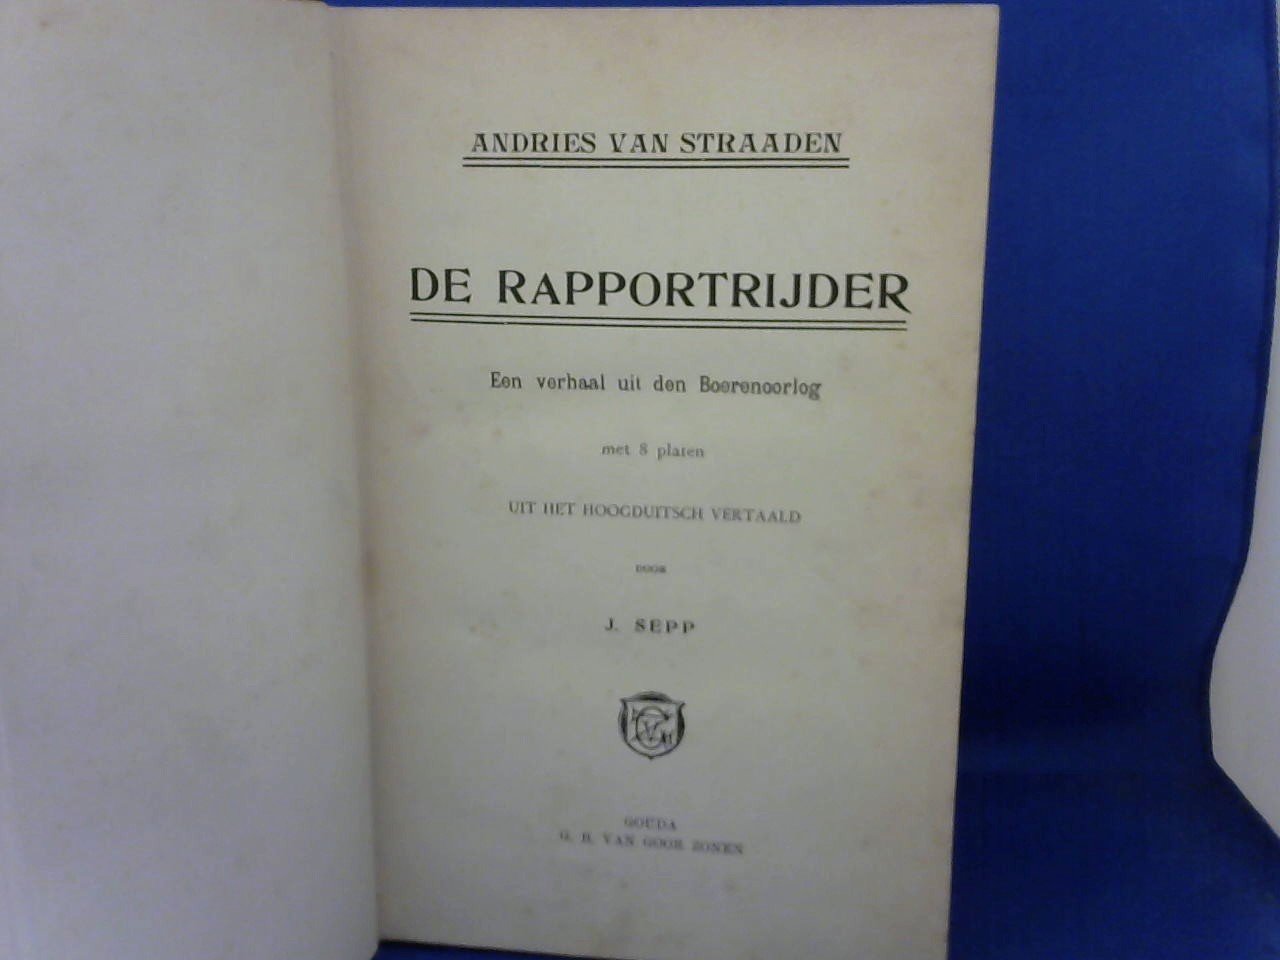 ANDRIES VAN STRAADEN
DE RAPPORTRIJDER
Een verhaal uit den Boerenoorlog
met 8 platen
UIT HET HOOGDUITSCH VERTAALD
DOOR
J. SEPP
GOUDA
G. B. VAN GOOR ZONEN